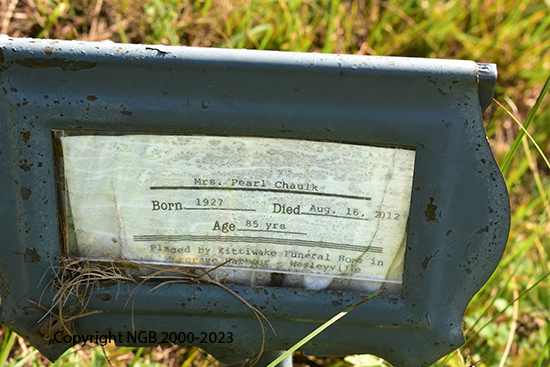 Mrs. Pearl Chaulk
Born 1927 Died Aug. 16, 2012
Age 85 yrs
Placed by Kittiwake Funeral Home in
Harbour - Wesleyville
Copyright NGB 2000-2023